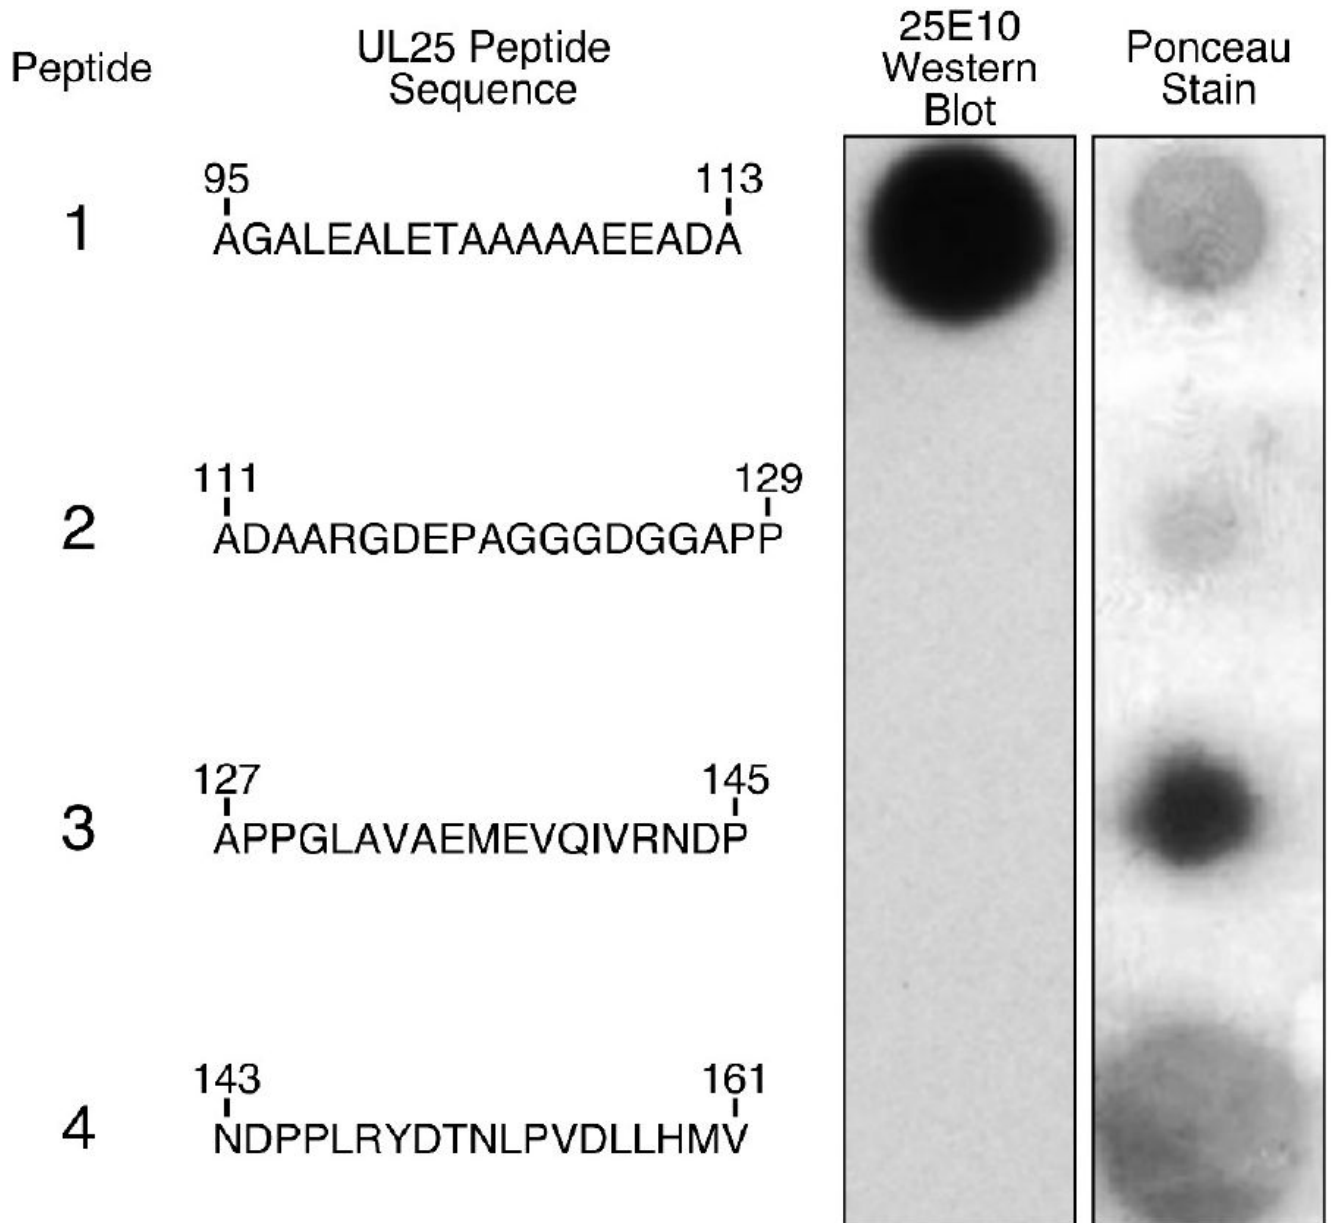 Peptide
UL25 Peptide
Sequence
25E10
Western
Blot
Ponceau
Stain
95 113
1 AGALEALETAAAAAEEADA
111 129
2 ADAARGDEPAGGGDGGAPP
127 145
3 APPGLAVAEMEVQIVRNDP
143 161
4 NDPPLRYDTNLPVDLLHMV